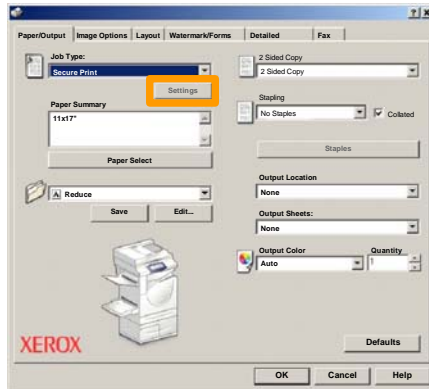 Paper/Output Image Options Layout Watermark/Forms Detailed Fax
Job Type:
Secure Print
Settings
Paper Summary
11x17"
Paper Select
A Reduce
Save Edit...
XEROX
2 Sided Copy
2 Sided Copy
Stapling
No Staples
Collated
Staples
Output Location
None
Output Sheets:
None
Output Color Quantity
Auto 1
Defaults
OK Cancel Help